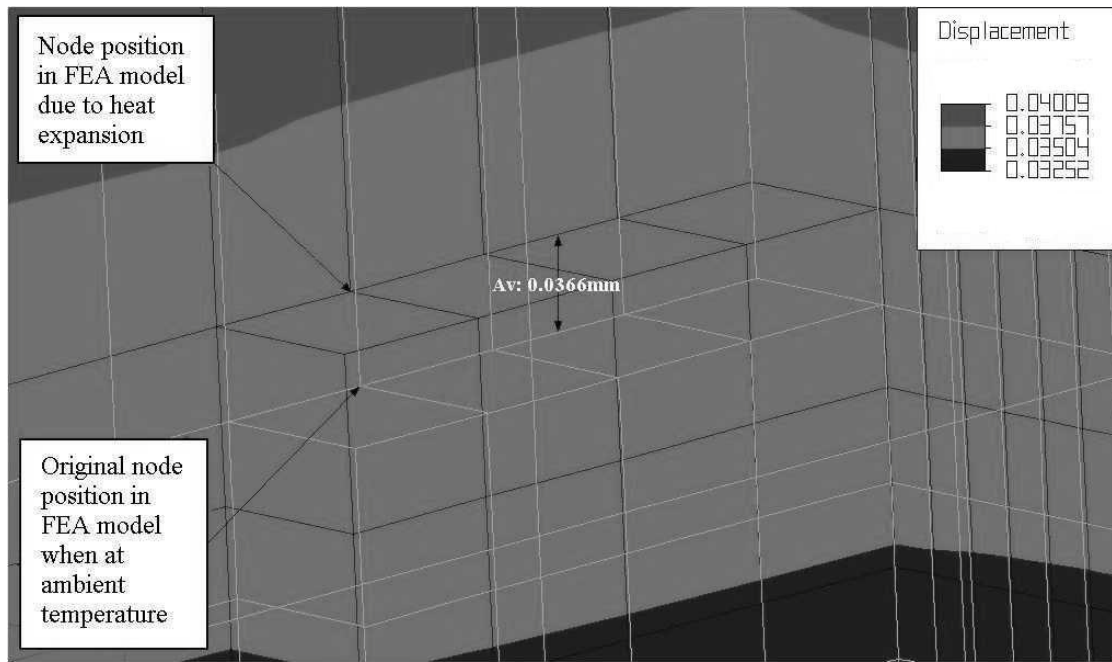 Node position
in FEA model
due to heat
expansion
Displacement
0.04009
0.03757
0.03504
0.03252
Av: 0.0366mm
Original node
position in
FEA model
when at
ambient
temperature